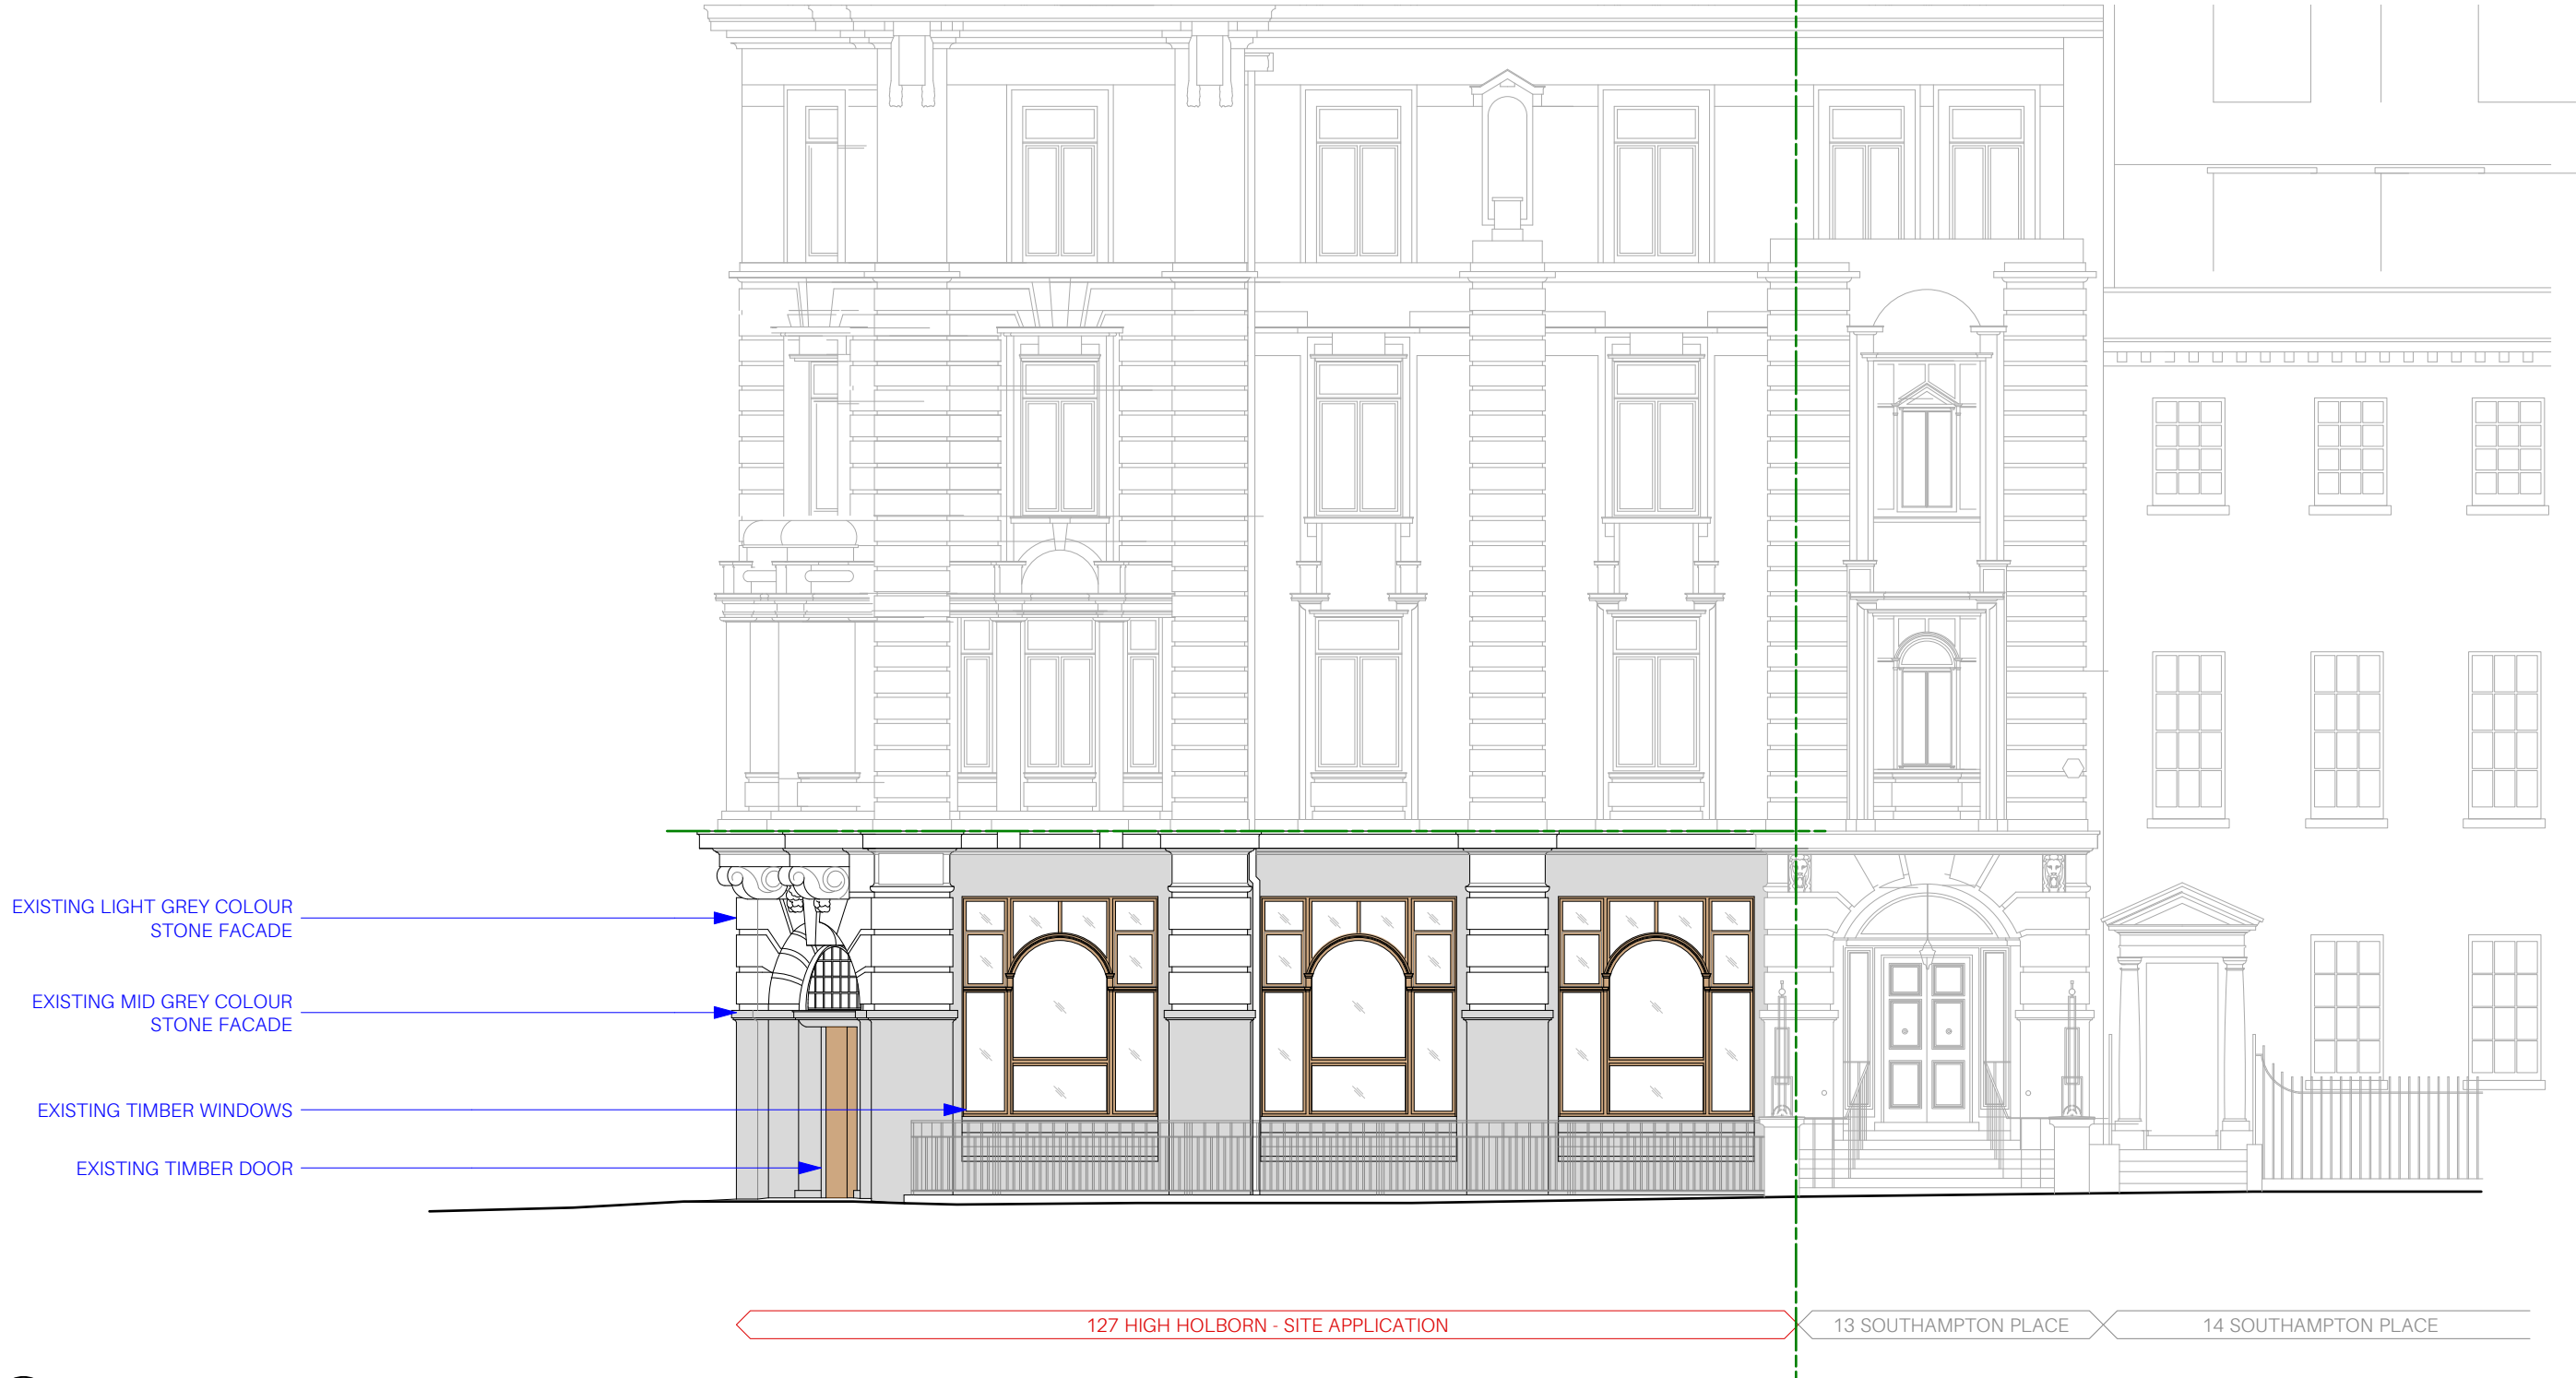 EXISTING LIGHT GREY COLOUR
STONE FACADE
EXISTING MID GREY COLOUR
STONE FACADE
EXISTING TIMBER WINDOWS
EXISTING TIMBER DOOR
127 HIGH HOLBORN - SITE APPLICATION
13 SOUTHAMPTON PLACE
14 SOUTHAMPTON PLACE